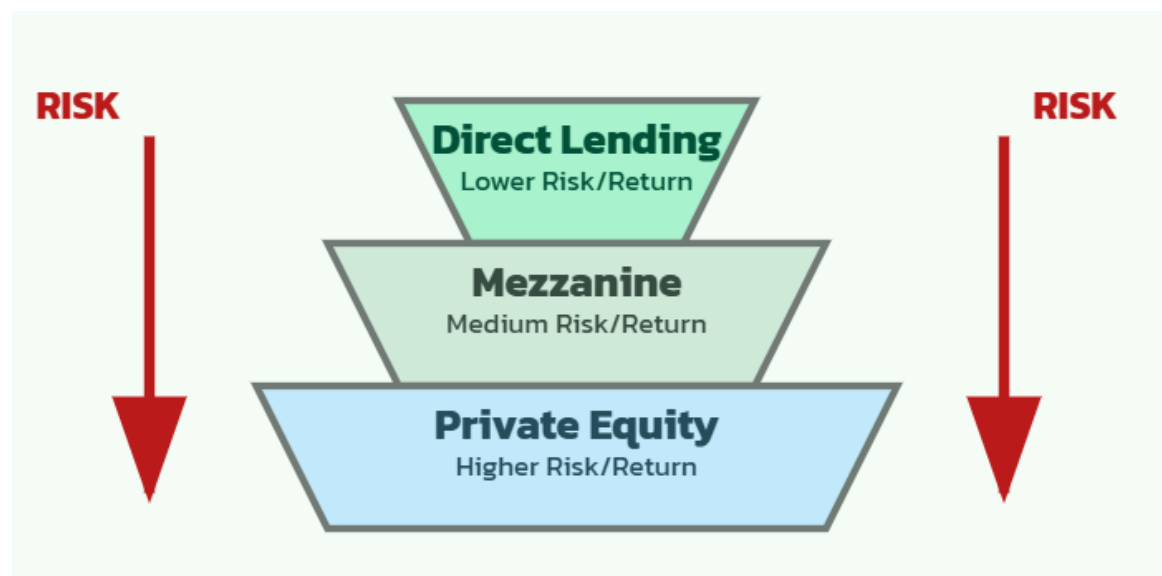 RISK
RISK
Direct Lending
Lower Risk/Return
Mezzanine
Medium Risk/Return
Private Equity
Higher Risk/Return